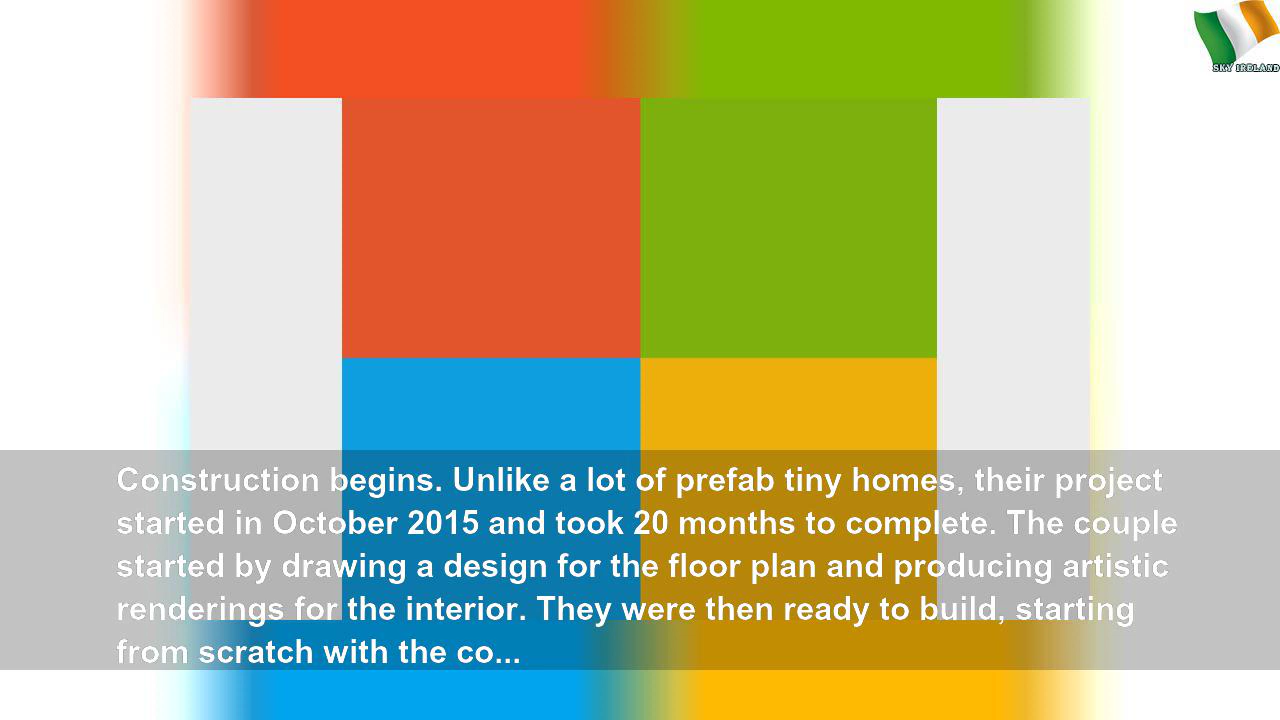 SKY IRELAND
Construction begins. Unlike a lot of prefab tiny homes, their project
started in October 2015 and took 20 months to complete. The couple
started by drawing a design for the floor plan and producing artistic
renderings for the interior. They were then ready to build, starting
from scratch with the co...